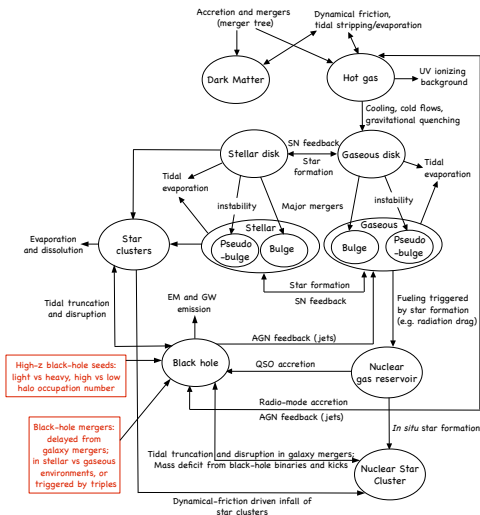 Accretion and mergers
(merger tree)
Dynamical friction,
tidal stripping/evaporation
Dark Matter
Hot gas
UV ionizing
background
Cooling, cold flows,
gravitational quenching
Stellar disk
SN feedback
Star
formation
Gaseous disk
Tidal
evaporation
Tidal
evaporation
instability
Major mergers
instability
Evaporation
and dissolution
Star
clusters
Stellar
Pseudo
-bulge
Bulge
Gaseous
Bulge
Pseudo
-bulge
Star formation
SN feedback
Tidal truncation
and disruption
EM and GW
emission
Fueling triggered
by star formation
(e.g. radiation drag)
AGN feedback (jets)
High-z black-hole seeds:
light vs heavy, high vs low
halo occupation number
Black hole
QSO accretion
Nuclear
gas reservoir
Radio-mode accretion
AGN feedback (jets)
Black-hole mergers:
delayed from
galaxy mergers;
in stellar vs gaseous
environments, or
triggered by triples
In situ star formation
Tidal truncation and disruption in galaxy mergers;
Mass deficit from black-hole binaries and kicks
Nuclear Star
Cluster
Dynamical-friction driven infall of
star clusters